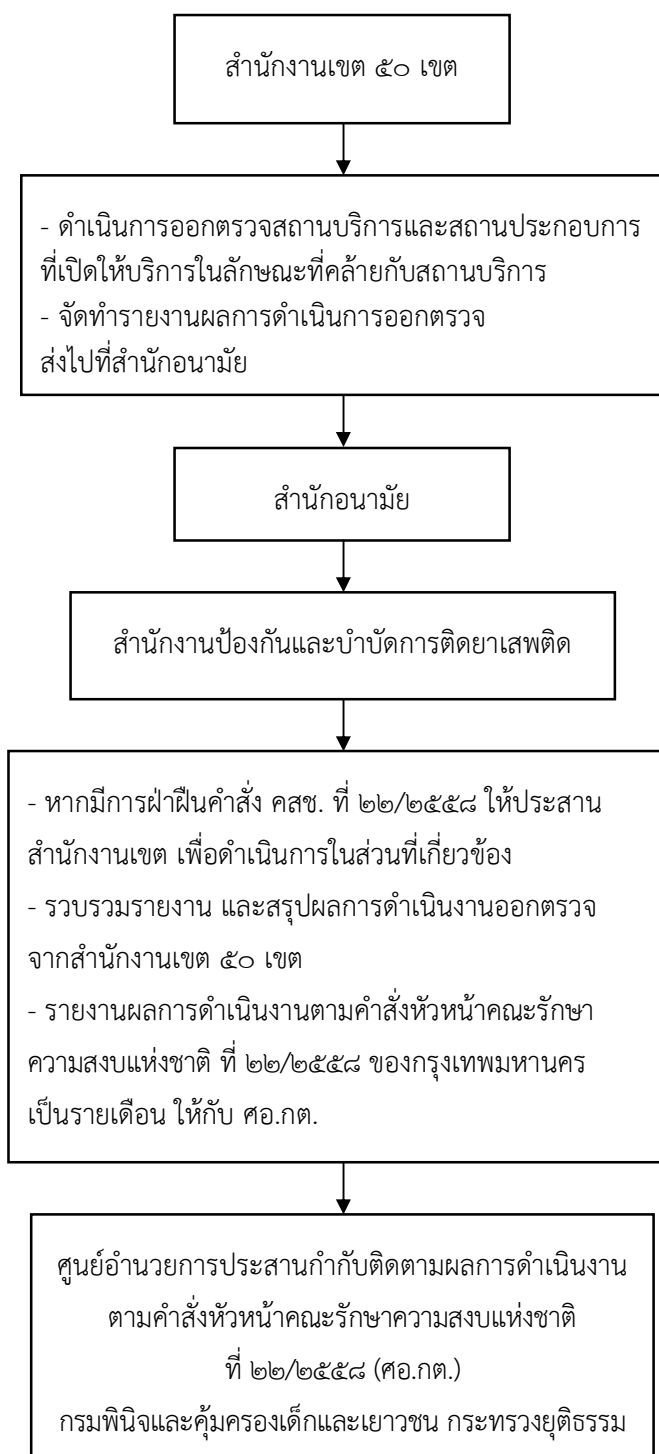 สำนักงานเขต ๕๐ เขต
- ดำเนินการออกตรวจสถานบริการและสถานประกอบการ
ที่เปิดให้บริการในลักษณะที่คล้ายกับสถานบริการ
- จัดทำรายงานผลการดำเนินการออกตรวจ
ส่งไปที่สำนักอนามัย
สำนักอนามัย
สำนักงานป้องกันและบำบัดการติดยาเสพติด
- หากมีการฝ่าฝืนคำสั่ง คสช. ที่ ๒๒/๒๕๕๘ ให้ประสาน
สำนักงานเขต เพื่อดำเนินการในส่วนที่เกี่ยวข้อง
- รวบรวมรายงาน และสรุปผลการดำเนินงานออกตรวจ
จากสำนักงานเขต ๕๐ เขต
- รายงานผลการดำเนินงานตามคำสั่งหัวหน้าคณะรักษา
ความสงบแห่งชาติ ที่ ๒๒/๒๕๕๘ ของกรุงเทพมหานคร
เป็นรายเดือน ให้กับ ศอ.กต.
ศูนย์อำนวยการประสานกำกับติดตามผลการดำเนินงาน
ตามคำสั่งหัวหน้าคณะรักษาความสงบแห่งชาติ
ที่ ๒๒/๒๕๕๘ (ศอ.กต.)
กรมพินิจและคุ้มครองเด็กและเยาวชน กระทรวงยุติธรรม